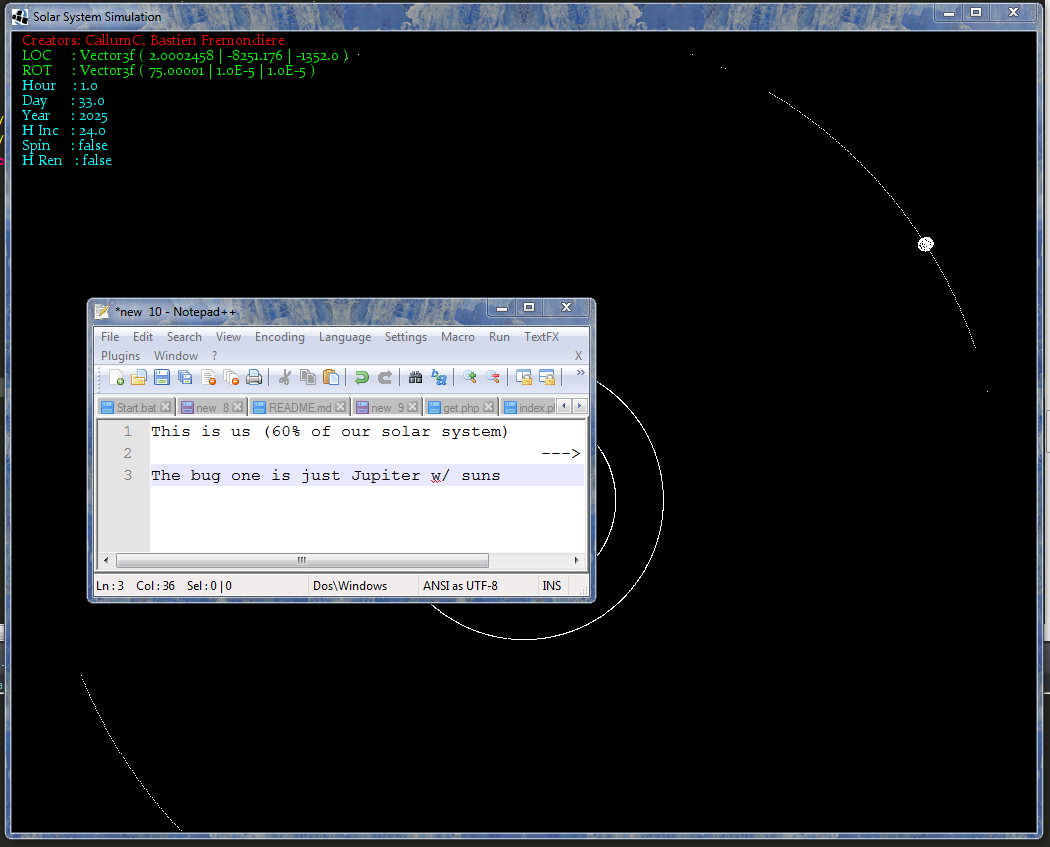 Solar System Simulation
Creators: CallumC, Bastien Fremondiere
LOC : Vector3f ( 2.0002458 | -8251.176 | -1352.0 )
ROT : Vector3f ( 75.00001 | 1.0E-5 | 1.0E-5 )
Hour : 1.0
Day : 33.0
Year : 2025
H Inc : 24.0
Spin : false
H Ren : false
*new 10 - Notepad++
File Edit Search View Encoding Language Settings Macro Run TextFX
Plugins Window ? X
Start.bat new 8 README.md new 9 get.php index.p
1 This is us (60% of our solar system)
2 --->
3 The bug one is just Jupiter w/ suns
Ln : 3 Col : 36 Sel : 0 | 0 Dos\Windows ANSI as UTF-8 INS